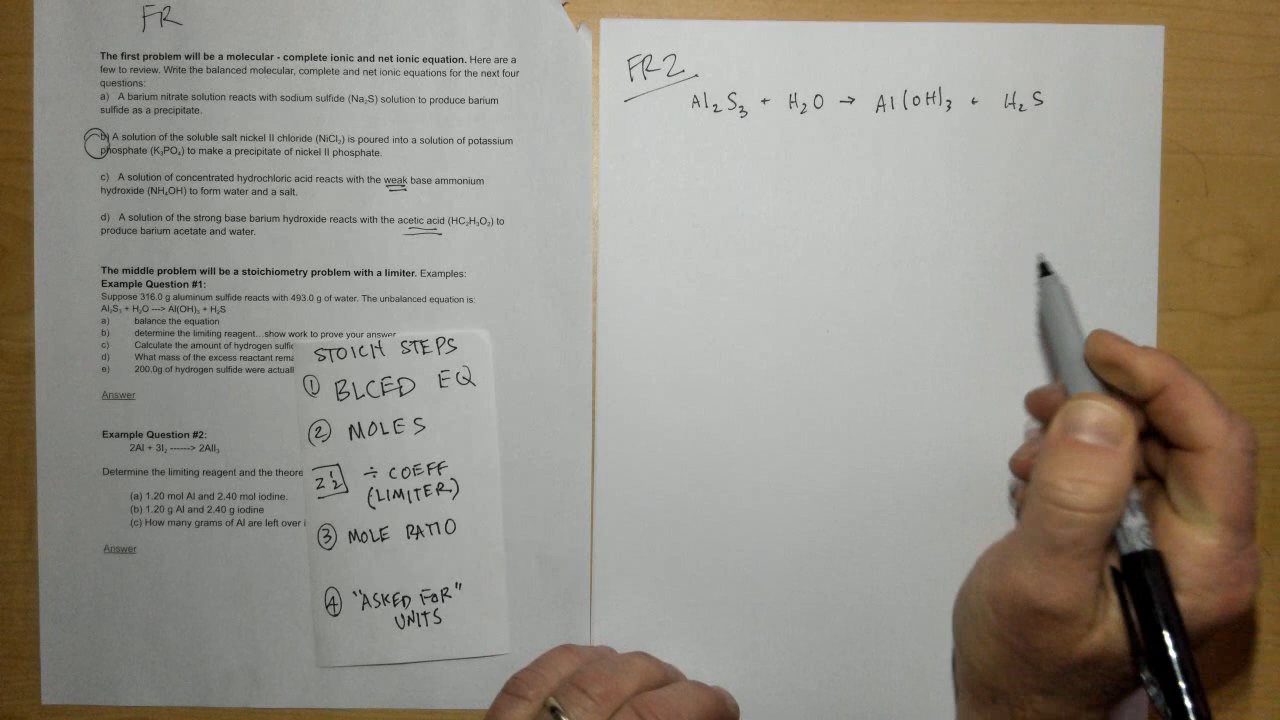 FR
The first problem will be a molecular - complete ionic and net ionic equation. Here are a
few to review. Write the balanced molecular, complete and net ionic equations for the next four
questions:
a) A barium nitrate solution reacts with sodium sulfide (Na₂S) solution to produce barium
sulfide as a precipitate.
b) A solution of the soluble salt nickel II chloride (NiCl₂) is poured into a solution of potassium
phosphate (K₃PO₄) to make a precipitate of nickel II phosphate.
c) A solution of concentrated hydrochloric acid reacts with the weak base ammonium
hydroxide (NH₄OH) to form water and a salt.
d) A solution of the strong base barium hydroxide reacts with the acetic acid (HC₂H₃O₂) to
produce barium acetate and water.
The middle problem will be a stoichiometry problem with a limiter. Examples:
Example Question #1:
Suppose 316.0 g aluminum sulfide reacts with 493.0 g of water. The unbalanced equation is:
Al₂S₃ + H₂O ---> Al(OH)₃ + H₂S
a) balance the equation
b) determine the limiting reagent...show work to prove your answer
c) Calculate the amount of hydrogen
d) What mass of the excess reactant
e) 200.0g of hydrogen sulfide were
Answer
Example Question #2:
2Al + 3I₂ ------> 2AlI₃
Determine the limiting reagent and the
(a) 1.20 mol Al and 2.40 mol iodine.
(b) 1.20 g Al and 2.40 g iodine
(c) How many grams of Al are left over
Answer
STOICH STEPS
① BLCED EQ
② MOLES
2½ ÷ COEFF
(LIMITER)
③ MOLE RATIO
④ "ASKED FOR"
UNITS
FR2
Al₂S₃ + H₂O → Al(OH)₃ + H₂S